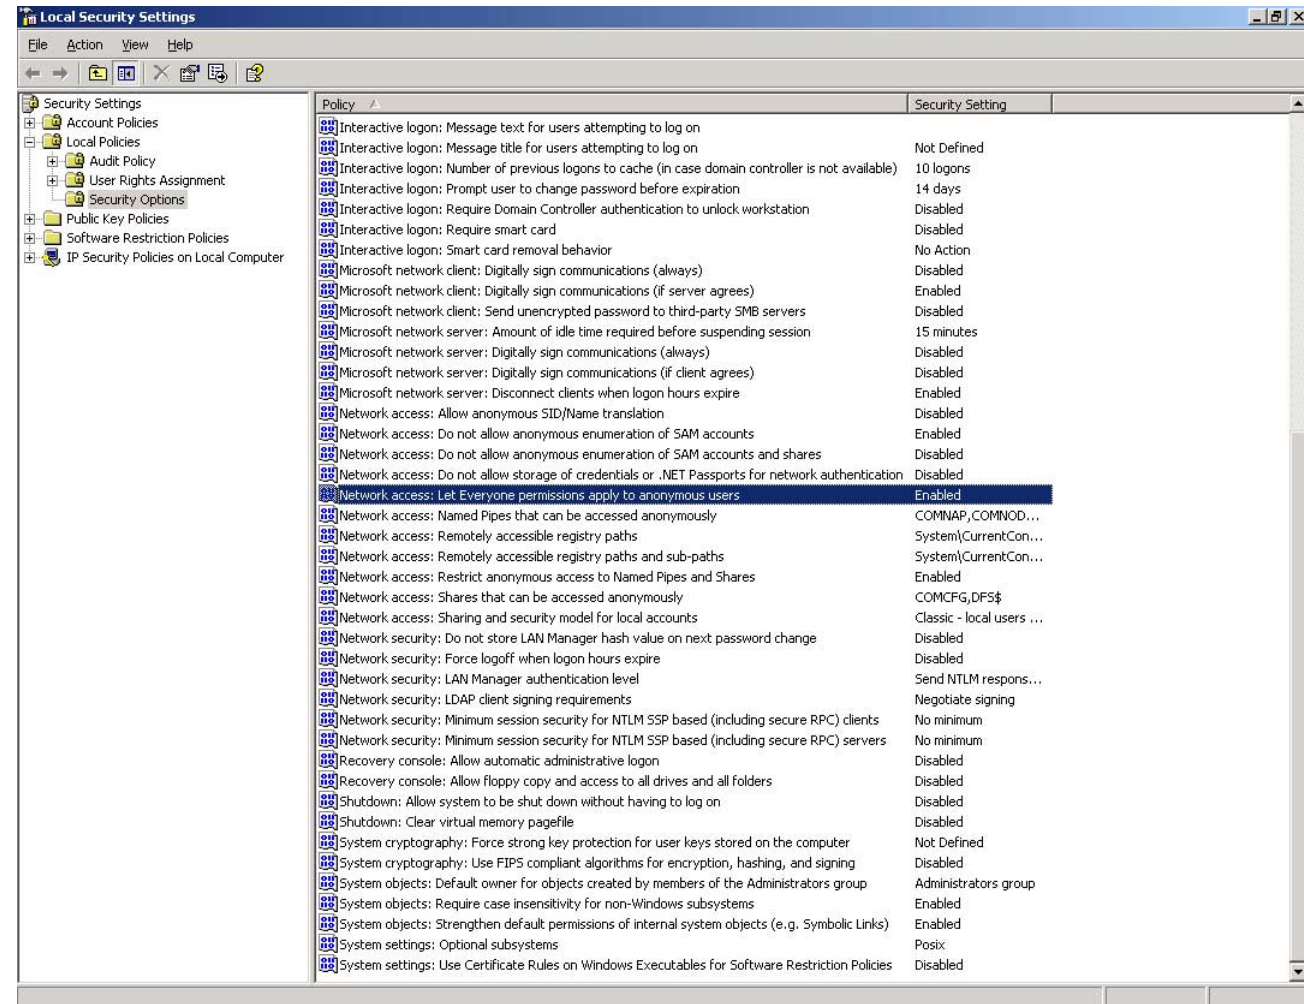 Local Security Settings
File Action View Help
Security Settings
Account Policies
Local Policies
Audit Policy
User Rights Assignment
Security Options
Public Key Policies
Software Restriction Policies
IP Security Policies on Local Computer
Policy Security Setting
Interactive logon: Message text for users attempting to log on
Interactive logon: Message title for users attempting to log on Not Defined
Interactive logon: Number of previous logons to cache (in case domain controller is not available) 10 logons
Interactive logon: Prompt user to change password before expiration 14 days
Interactive logon: Require Domain Controller authentication to unlock workstation Disabled
Interactive logon: Require smart card Disabled
Interactive logon: Smart card removal behavior No Action
Microsoft network client: Digitally sign communications (always) Disabled
Microsoft network client: Digitally sign communications (if server agrees) Enabled
Microsoft network client: Send unencrypted password to third-party SMB servers Disabled
Microsoft network server: Amount of idle time required before suspending session 15 minutes
Microsoft network server: Digitally sign communications (always) Disabled
Microsoft network server: Digitally sign communications (if client agrees) Disabled
Microsoft network server: Disconnect clients when logon hours expire Enabled
Network access: Allow anonymous SID/Name translation Disabled
Network access: Do not allow anonymous enumeration of SAM accounts Enabled
Network access: Do not allow anonymous enumeration of SAM accounts and shares Disabled
Network access: Do not allow storage of credentials or .NET Passports for network authentication Disabled
Network access: Let Everyone permissions apply to anonymous users Enabled
Network access: Named Pipes that can be accessed anonymously COMNAP,COMNOD...
Network access: Remotely accessible registry paths System\CurrentCon...
Network access: Remotely accessible registry paths and sub-paths System\CurrentCon...
Network access: Restrict anonymous access to Named Pipes and Shares Enabled
Network access: Shares that can be accessed anonymously COMCFG,DFS$
Network access: Sharing and security model for local accounts Classic - local users ...
Network security: Do not store LAN Manager hash value on next password change Disabled
Network security: Force logoff when logon hours expire Disabled
Network security: LAN Manager authentication level Send NTLM respons...
Network security: LDAP client signing requirements Negotiate signing
Network security: Minimum session security for NTLM SSP based (including secure RPC) clients No minimum
Network security: Minimum session security for NTLM SSP based (including secure RPC) servers No minimum
Recovery console: Allow automatic administrative logon Disabled
Recovery console: Allow floppy copy and access to all drives and all folders Disabled
Shutdown: Allow system to be shut down without having to log on Disabled
Shutdown: Clear virtual memory pagefile Disabled
System cryptography: Force strong key protection for user keys stored on the computer Not Defined
System cryptography: Use FIPS compliant algorithms for encryption, hashing, and signing Disabled
System objects: Default owner for objects created by members of the Administrators group Administrators group
System objects: Require case insensitivity for non-Windows subsystems Enabled
System objects: Strengthen default permissions of internal system objects (e.g. Symbolic Links) Enabled
System settings: Optional subsystems Posix
System settings: Use Certificate Rules on Windows Executables for Software Restriction Policies Disabled